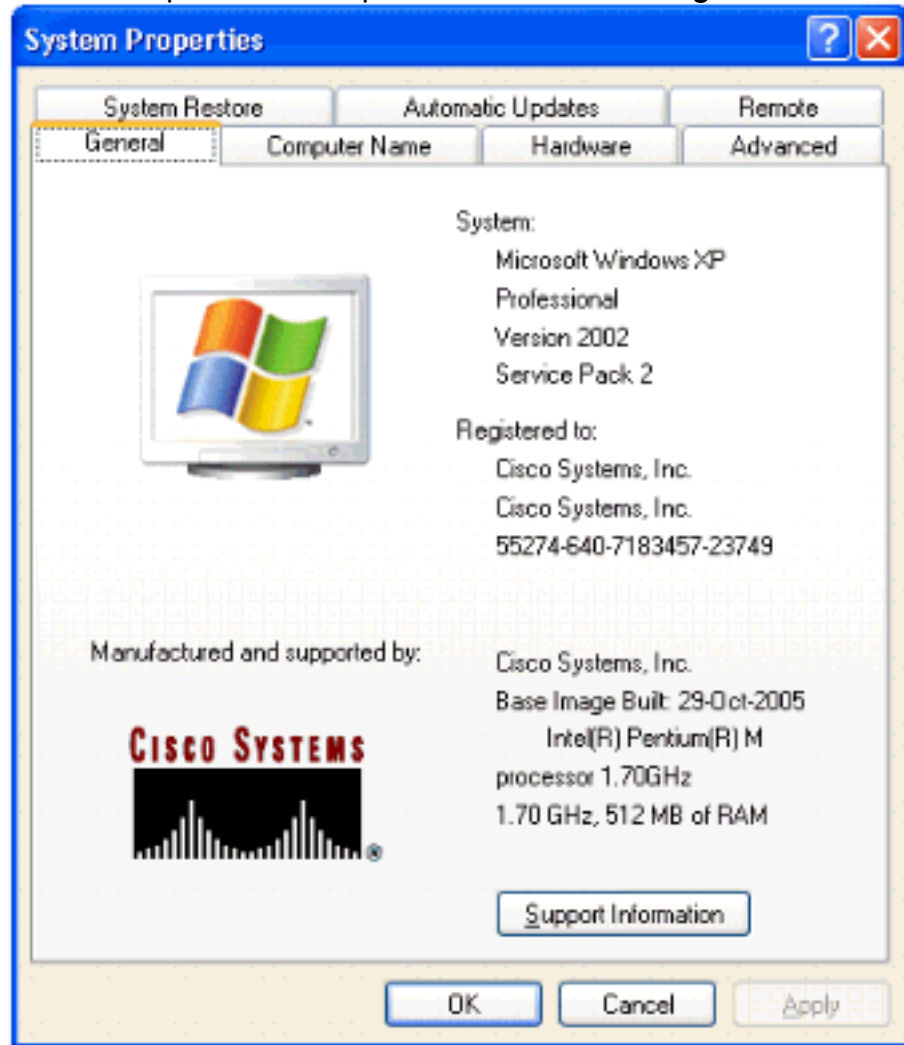 System Properties
System Restore Automatic Updates Remote
General Computer Name Hardware Advanced
System:
Microsoft Windows XP
Professional
Version 2002
Service Pack 2
Registered to:
Cisco Systems, Inc.
Cisco Systems, Inc.
55274-640-7183457-23749
Manufactured and supported by:
Cisco Systems, Inc.
Base Image Built: 29-Oct-2005
Intel(R) Pentium(R) M
processor 1.70GHz
1.70 GHz, 512 MB of RAM
CISCO SYSTEMS
®
Support Information
OK Cancel Apply